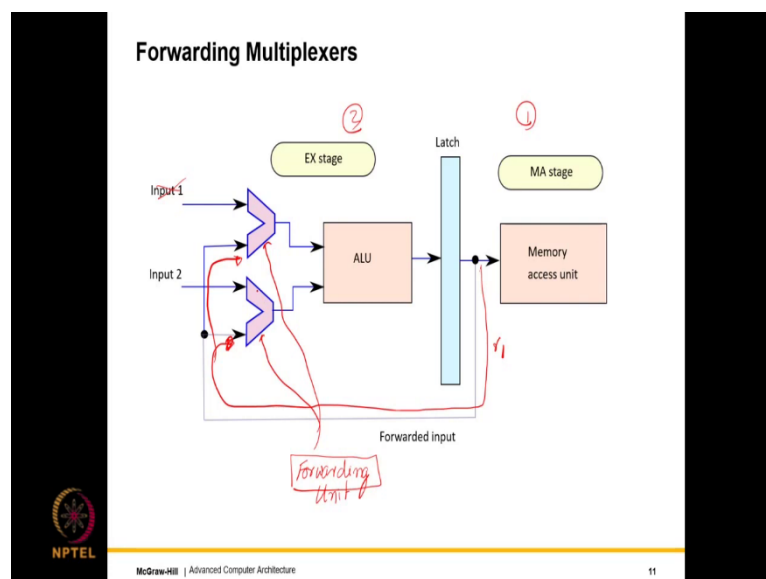 Forwarding Multiplexers
2
1
Latch
EX stage
MA stage
Input 1
ALU
Memory
access unit
Input 2
r1
Forwarded input
Forwarding
Unit
NPTEL
McGraw-Hill | Advanced Computer Architecture
11